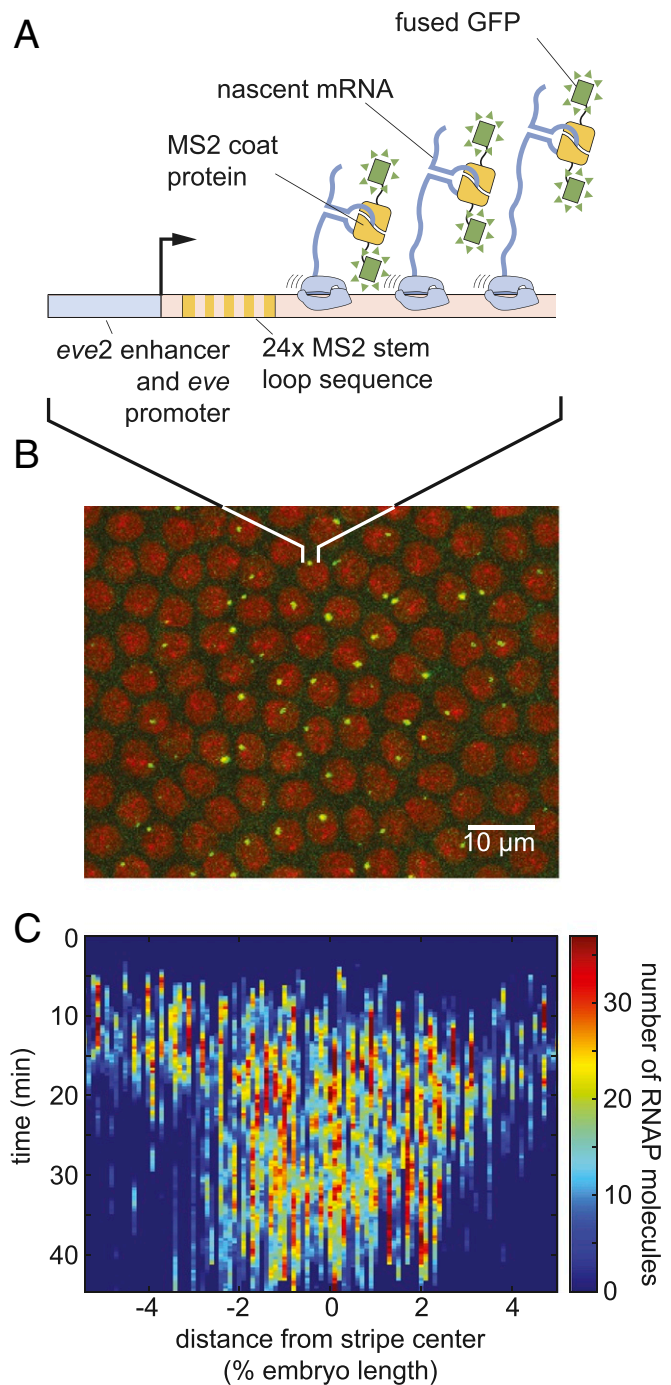 A
fused GFP
nascent mRNA
MS2 coat
protein
eve2 enhancer
and eve
promoter
24x MS2 stem
loop sequence
B
10 µm
C
0
10
20
30
40
time (min)
-4
-2
0
2
4
distance from stripe center
(% embryo length)
30
20
10
0
number of RNAP molecules